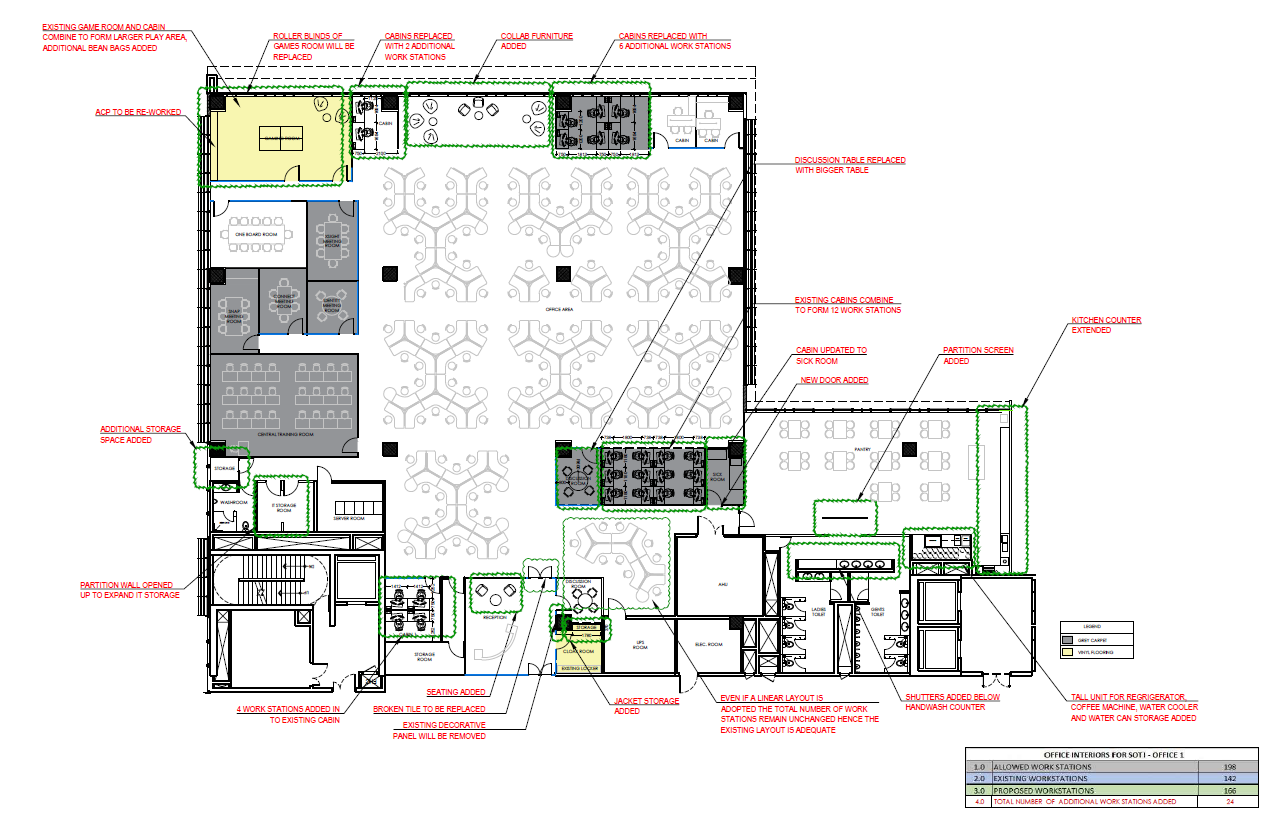 EXISTING GAME ROOM AND CABIN
COMBINE TO FORM LARGER PLAY AREA,
ADDITIONAL BEAN BAGS ADDED
ROLLER BLINDS OF
GAMES ROOM WILL BE
REPLACED
CABINS REPLACED
WITH 2 ADDITIONAL
WORK STATIONS
COLLAB FURNITURE
ADDED
CABINS REPLACED WITH
6 ADDITIONAL WORK STATIONS
ACP TO BE RE-WORKED
GAMING ROOM
CABIN
CABIN
CABIN
DISCUSSION TABLE REPLACED
WITH BIGGER TABLE
ONE BOARD ROOM
MEETING
ROOM
SNAP
MEETING
ROOM
CONNECT
MEETING
ROOM
MEETING
ROOM
OFFICE AREA
EXISTING CABINS COMBINE
TO FORM 12 WORK STATIONS
KITCHEN COUNTER
EXTENDED
CABIN UPDATED TO
SICK ROOM
PARTITION SCREEN
ADDED
NEW DOOR ADDED
CENTRAL TRAINING ROOM
ADDITIONAL STORAGE
SPACE ADDED
STORAGE
WASHROOM
IT STORAGE
ROOM
SERVER ROOM
DISCUSSION
ROOM
SICK
ROOM
PANTRY
PARTITION WALL OPENED
UP TO EXPAND IT STORAGE
DN
UP
CABIN
STORAGE
ROOM
RECEPTION
DISCUSSION
ROOM
STORAGE
CLOAK ROOM
EXISTING LOCKER
UPS
ROOM
AHU
ELEC. ROOM
LADIES
TOILET
GENTS
TOILET
LEGEND
GREY CARPET
VINYL FLOORING
4 WORK STATIONS ADDED IN
TO EXISTING CABIN
SEATING ADDED
BROKEN TILE TO BE REPLACED
EXISTING DECORATIVE
PANEL WILL BE REMOVED
JACKET STORAGE
ADDED
EVEN IF A LINEAR LAYOUT IS
ADOPTED THE TOTAL NUMBER OF WORK
STATIONS REMAIN UNCHANGED HENCE THE
EXISTING LAYOUT IS ADEQUATE
SHUTTERS ADDED BELOW
HANDWASH COUNTER
TALL UNIT FOR REGRIGERATOR,
COFFEE MACHINE, WATER COOLER
AND WATER CAN STORAGE ADDED
OFFICE INTERIORS FOR SOTI - OFFICE 1
1.0 ALLOWED WORK STATIONS 198
2.0 EXISTING WORKSTATIONS 142
3.0 PROPOSED WORKSTATIONS 166
4.0 TOTAL NUMBER OF ADDITIONAL WORK STATIONS ADDED 24